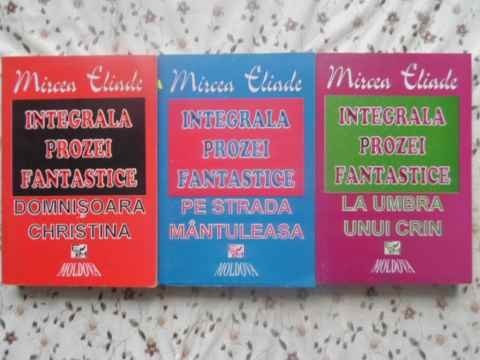 Mircea Eliade
INTEGRALA
PROZEI
FANTASTICE
DOMNIȘOARA
CHRISTINA
MOLDOVA
Mircea Eliade
INTEGRALA
PROZEI
FANTASTICE
PE STRADA
MÂNTULEASA
MOLDOVA
Mircea Eliade
INTEGRALA
PROZEI
FANTASTICE
LA UMBRA
UNUI CRIN
MOLDOVA